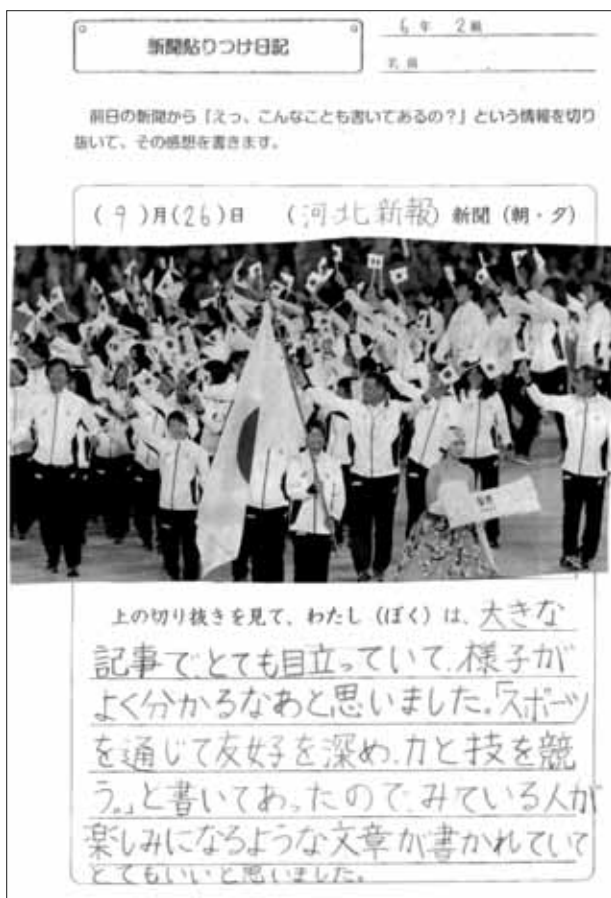 6年 2組
新聞貼りつけ日記
名前
前日の新聞から「えっ、こんなことも書いてあるの?」という情報を切り
抜いて、その感想を書きます。
(9)月(26)日 (河北新報)新聞(朝・夕)
上の切り抜きを見て、わたし(ぼく)は、大きな
記事で、とても目立っていて、様子が
よく分かるなあと思いました。「スポーツ
を通じて友好を深め、力と技を競
う。」と書いてあったので、みている人が
楽しみになるような文章が書かれていて
とてもいいと思いました。